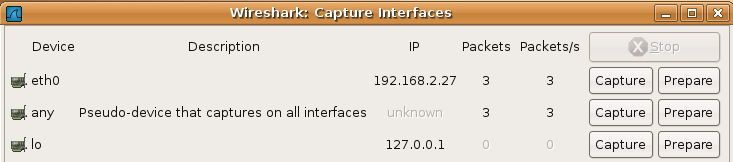 Wireshark: Capture Interfaces
Device Description IP Packets Packets/s Stop
eth0 192.168.2.27 3 3 Capture Prepare
any Pseudo-device that captures on all interfaces unknown 3 3 Capture Prepare
lo 127.0.0.1 0 0 Capture Prepare